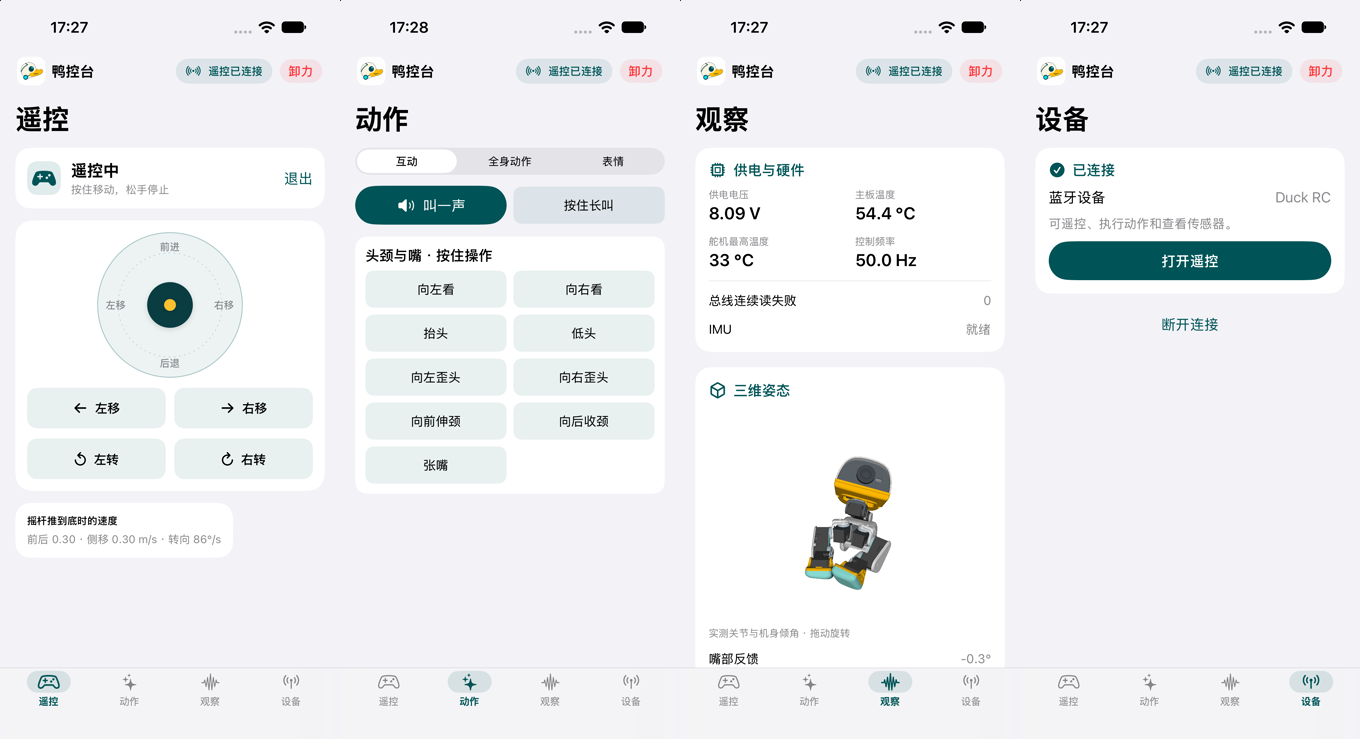 17:27
鸭控台
遥控已连接
卸力
遥控
遥控中
按住移动，松手停止
退出
前进
左移
右移
后退
← 左移
→ 右移
左转
右转
摇杆推到底时的速度
前后 0.30 · 侧移 0.30 m/s · 转向 86°/s
遥控
动作
观察
设备
17:28
鸭控台
遥控已连接
卸力
动作
互动
全身动作
表情
叫一声
按住长叫
头颈与嘴 · 按住操作
向左看
向右看
抬头
低头
向左歪头
向右歪头
向前伸颈
向后收颈
张嘴
遥控
动作
观察
设备
17:27
鸭控台
遥控已连接
卸力
观察
供电与硬件
供电电压
主板温度
8.09 V
54.4 °C
舵机最高温度
控制频率
33 °C
50.0 Hz
总线连续读失败
0
IMU
就绪
三维姿态
实测关节与机身倾角 · 拖动旋转
嘴部反馈
-0.3°
遥控
动作
观察
设备
17:27
鸭控台
遥控已连接
卸力
设备
已连接
蓝牙设备
Duck RC
可遥控、执行动作和查看传感器。
打开遥控
断开连接
遥控
动作
观察
设备